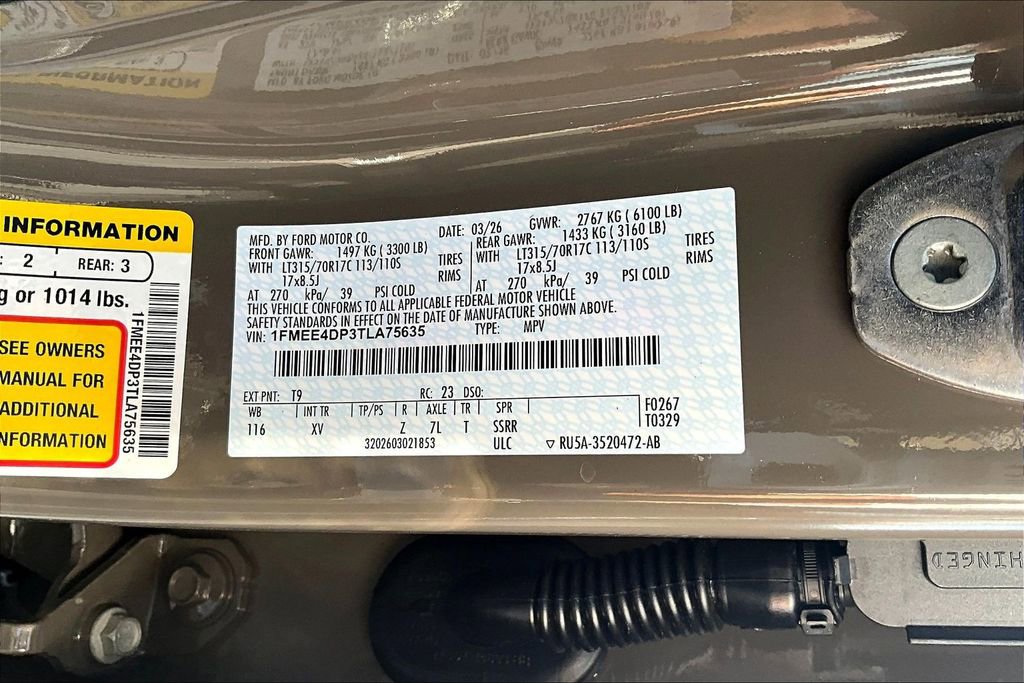 INFORMATION
: 2 REAR: 3
g or 1014 lbs.
SEE OWNERS
MANUAL FOR
ADDITIONAL
INFORMATION
1FMEE4DP3TLA75635
MFD. BY FORD MOTOR CO. DATE: 03/26 GVWR: 2767 KG ( 6100 LB)
FRONT GAWR: 1497 KG ( 3300 LB) REAR GAWR: 1433 KG ( 3160 LB)
WITH LT315/70R17C 113/110S TIRES WITH LT315/70R17C 113/110S TIRES
17x8.5J RIMS 17x8.5J RIMS
AT 270 kPa/ 39 PSI COLD AT 270 kPa/ 39 PSI COLD
THIS VEHICLE CONFORMS TO ALL APPLICABLE FEDERAL MOTOR VEHICLE
SAFETY STANDARDS IN EFFECT ON THE DATE OF MANUFACTURE SHOWN ABOVE.
VIN: 1FMEE4DP3TLA75635 TYPE: MPV
EXT PNT: T9 RC: 23 DSO:
WB INT TR TP/PS R AXLE TR SPR F0267
116 XV Z 7L T SSRR T0329
3202603021853 ULC ▽ RU5A-3520472-AB
HINGED